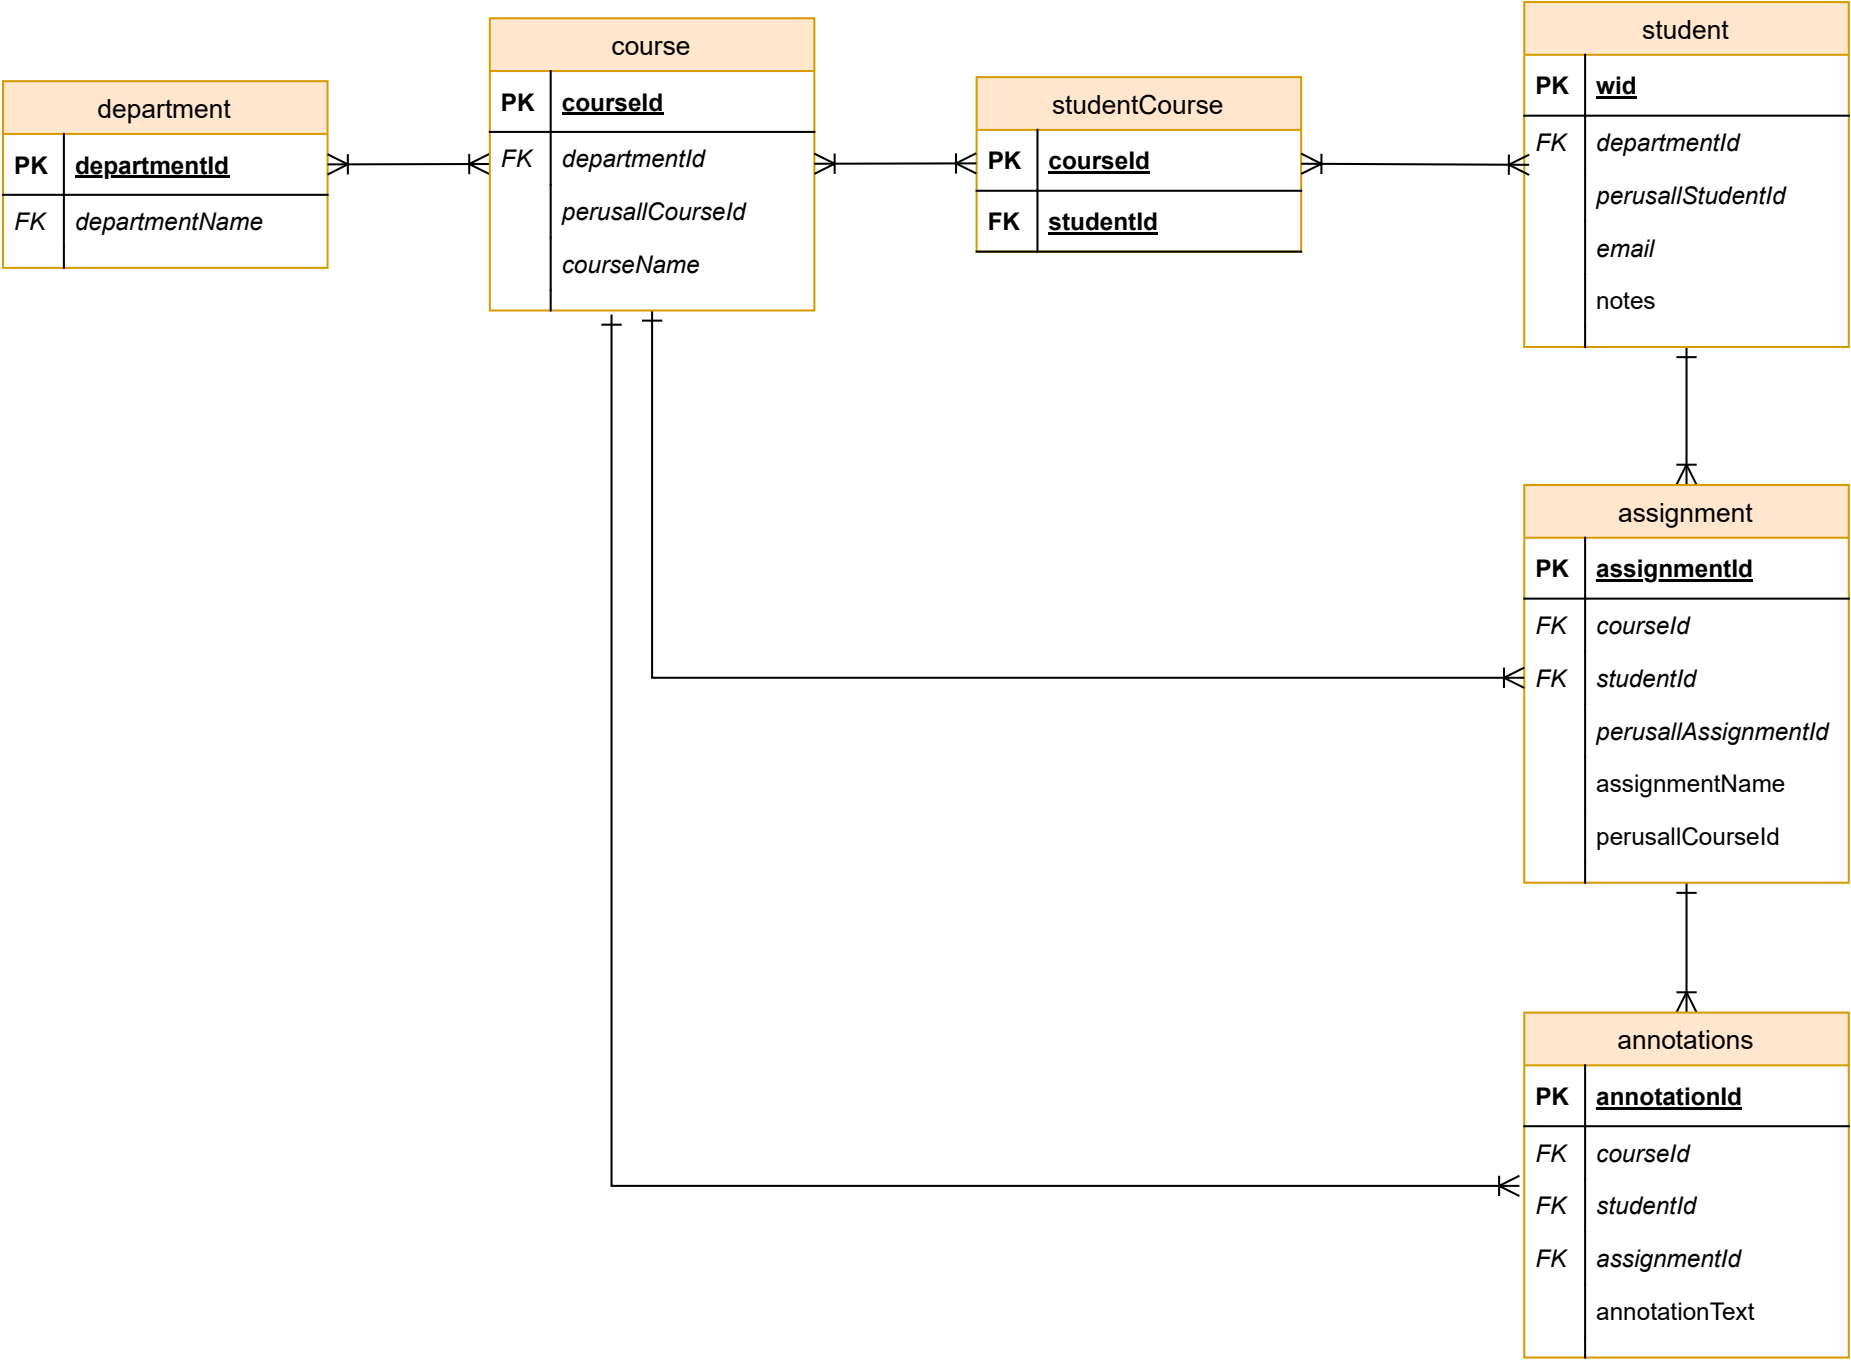 department
PK departmentId
FK departmentName
course
PK courseId
FK departmentId
perusallCourseId
courseName
studentCourse
PK courseId
FK studentId
student
PK wid
FK departmentId
perusallStudentId
email
notes
assignment
PK assignmentId
FK courseId
FK studentId
perusallAssignmentId
assignmentName
perusallCourseId
annotations
PK annotationId
FK courseId
FK studentId
FK assignmentId
annotationText